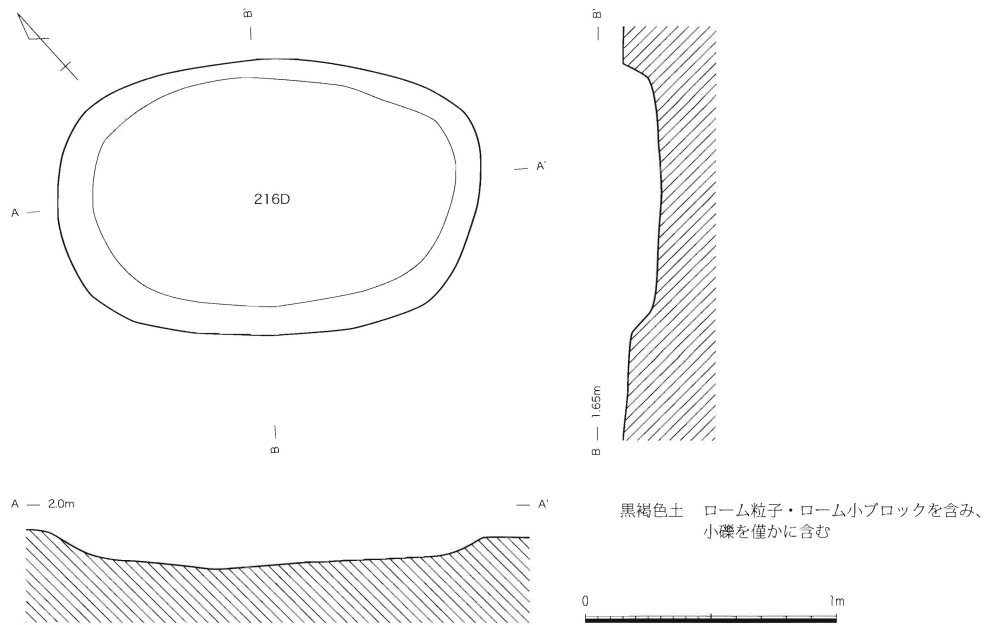 B'
A'
A
216D
B
B'
B 1.65m
A 2.0m
A'
黒褐色土 ローム粒子・ローム小ブロックを含み、
小礫を僅かに含む
0 1m